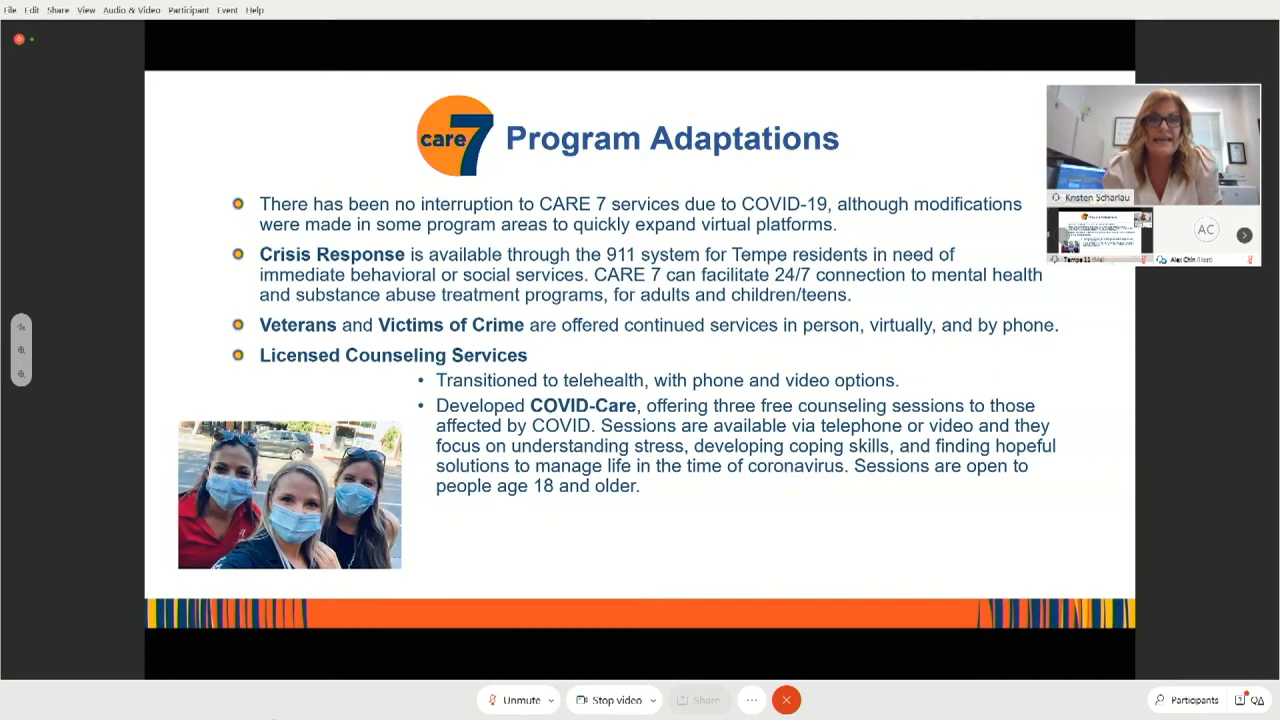 File Edit Share View Audio & Video Participant Event Help
care 7 Program Adaptations
There has been no interruption to CARE 7 services due to COVID-19, although modifications
were made in some program areas to quickly expand virtual platforms.
Crisis Response is available through the 911 system for Tempe residents in need of
immediate behavioral or social services. CARE 7 can facilitate 24/7 connection to mental health
and substance abuse treatment programs, for adults and children/teens.
Veterans and Victims of Crime are offered continued services in person, virtually, and by phone.
Licensed Counseling Services
• Transitioned to telehealth, with phone and video options.
• Developed COVID-Care, offering three free counseling sessions to those
affected by COVID. Sessions are available via telephone or video and they
focus on understanding stress, developing coping skills, and finding hopeful
solutions to manage life in the time of coronavirus. Sessions are open to
people age 18 and older.
Kristen Scharlau
AC
Tempe 11 (Me)
Alex Chin (Host)
Unmute
Stop video
Share
Participants
QA